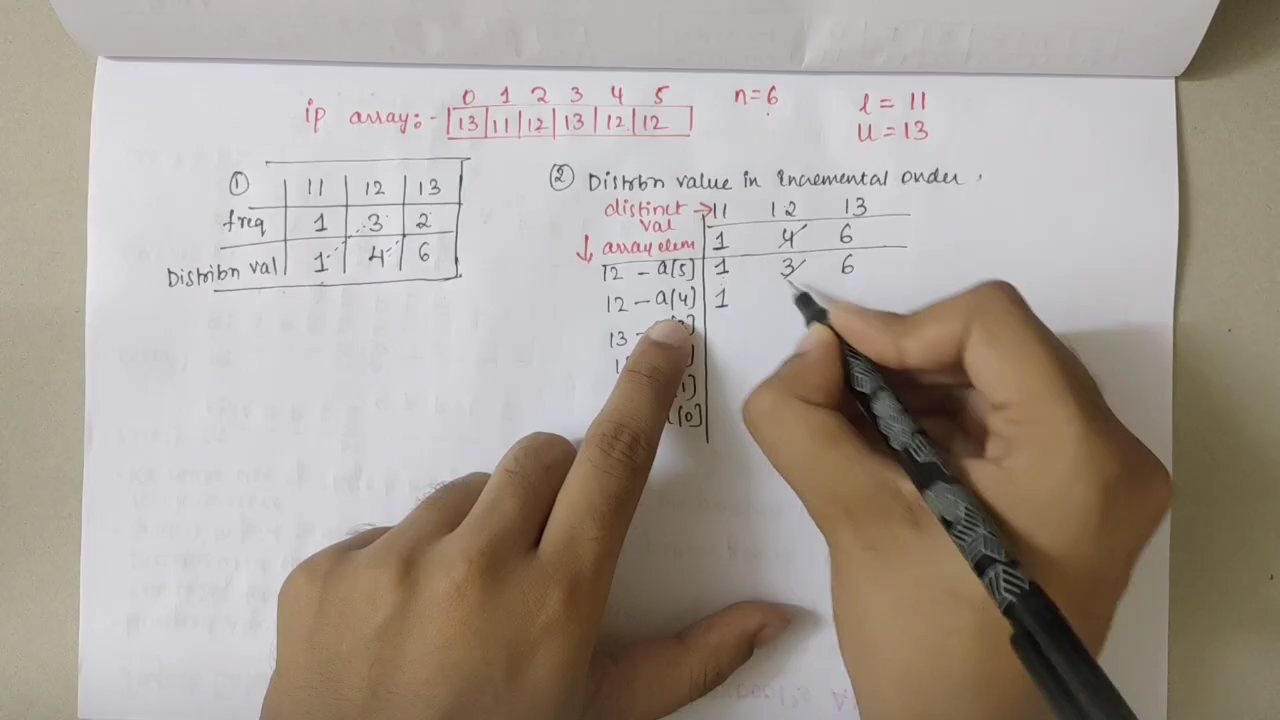 0 1 2 3 4 5
ip array:- 13 11 12 13 12 12
n=6
l = 11
u = 13
① 11 12 13
freq 1 3 2
Distribn val 1 4 6
② Distribn value in Incremental Order.
distinct val → 11 12 13
↓ array elem 1 4 6
12 - a[5] 1 3 6
12 - a[4] 1
13 -
1]
[0]